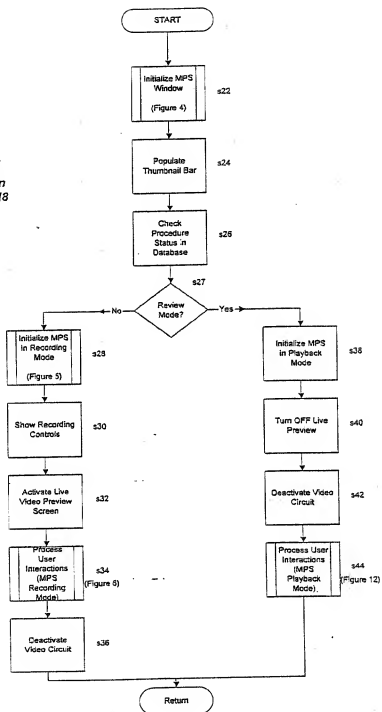 START
Initialize MPS
Window
(Figure 4)
s22
Populate
Thumbnail Bar
s24
Check
Procedure
Status in
Database
s26
s27
Review
Mode?
No
Yes
Initialize MPS
in Recording
Mode
(Figure 5)
s28
Show Recording
Controls
s30
Activate Live
Video Preview
Screen
s32
Process
User
Interactions
(MPS
Recording
Mode)
s34
(Figure 6)
Deactivate
Video Circuit
s36
Initialize MPS
in Playback
Mode
s38
Turn OFF Live
Preview
s40
Deactivate Video
Circuit
s42
Process User
Interactions
(MPS
Playback
Mode)
s44
(Figure 12)
Return